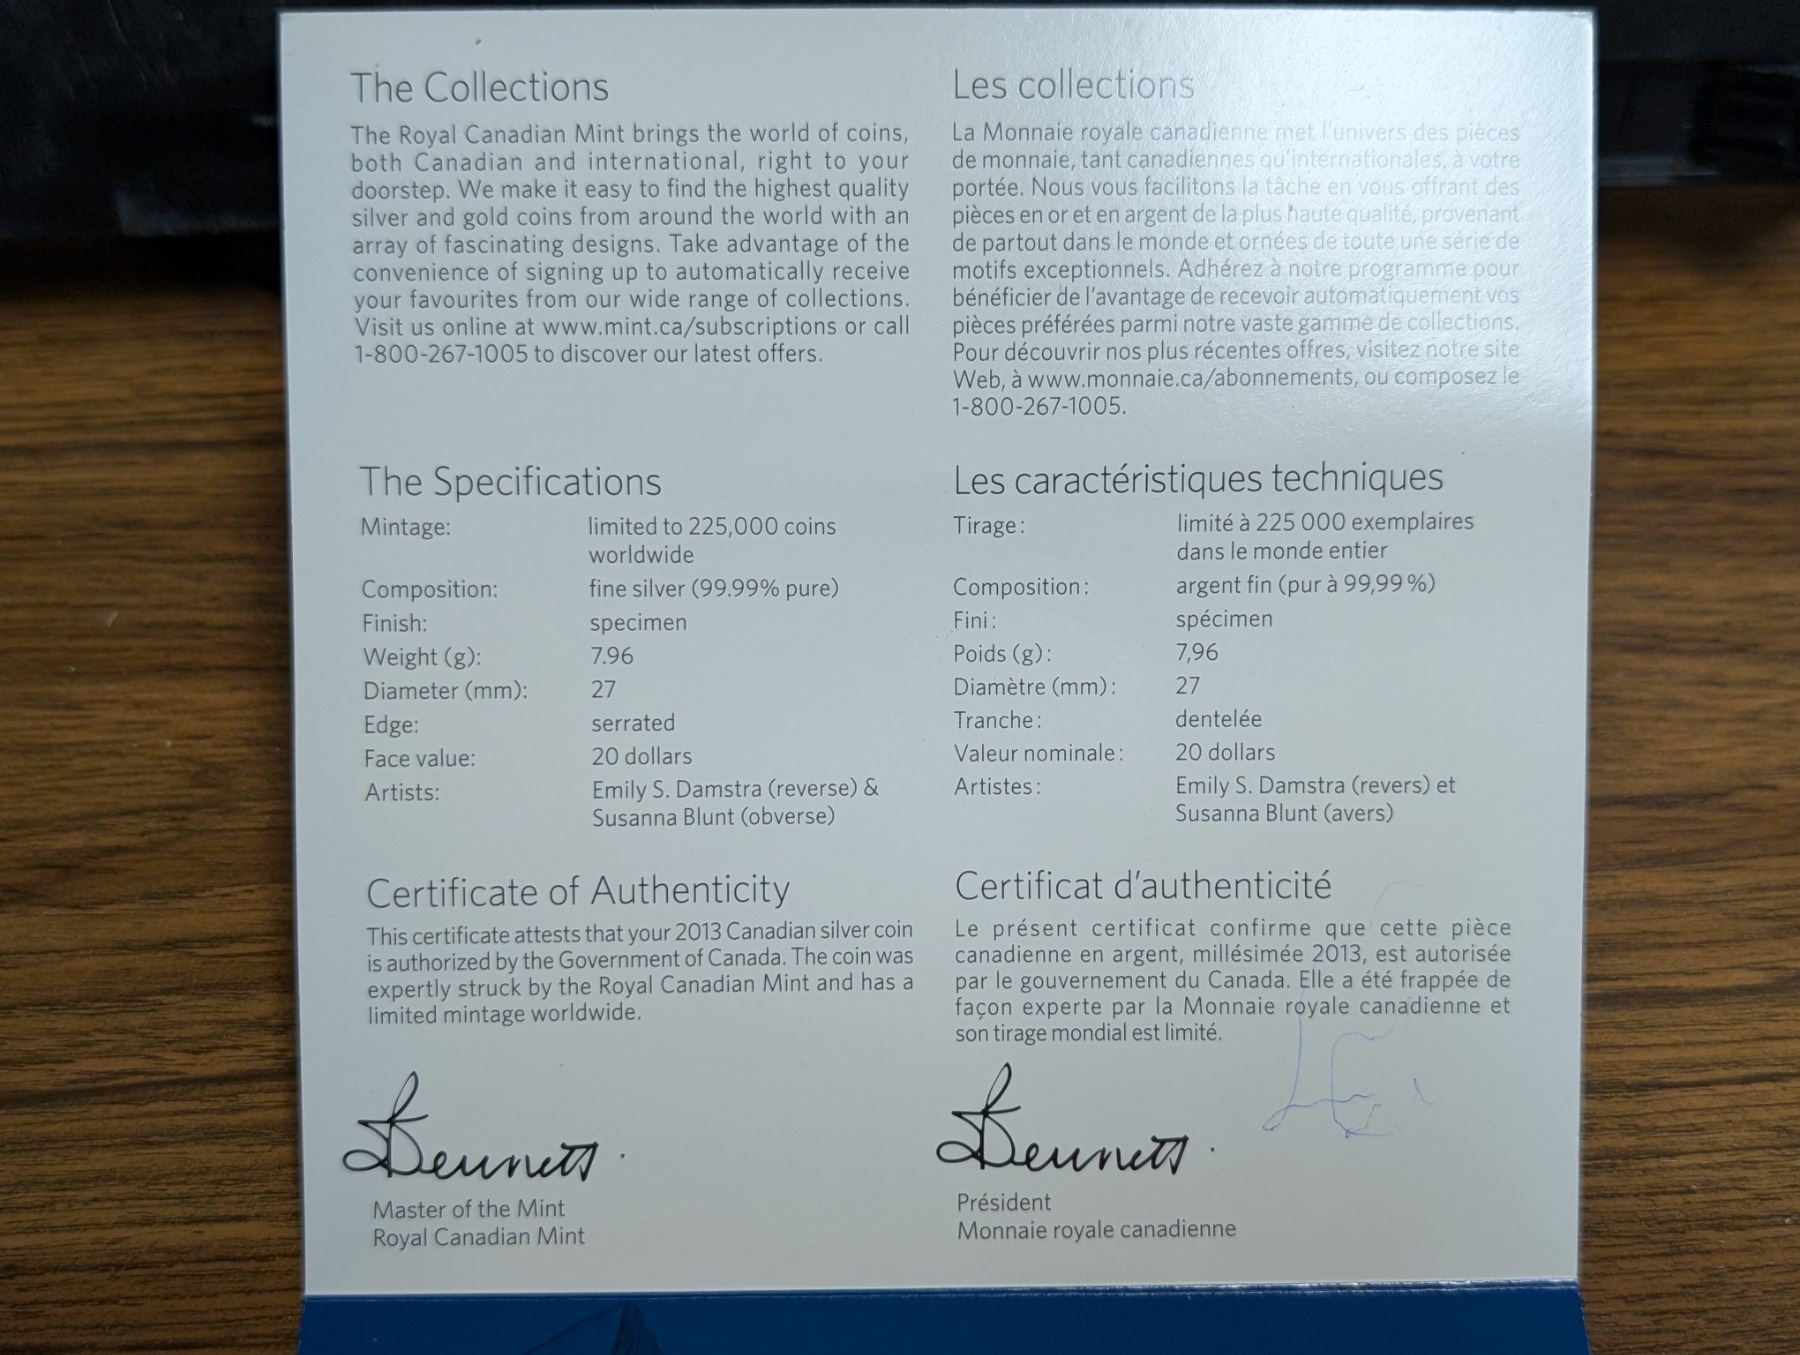 The Collections
The Royal Canadian Mint brings the world of coins,
both Canadian and international, right to your
doorstep. We make it easy to find the highest quality
silver and gold coins from around the world with an
array of fascinating designs. Take advantage of the
convenience of signing up to automatically receive
your favourites from our wide range of collections.
Visit us online at www.mint.ca/subscriptions or call
1-800-267-1005 to discover our latest offers.
Les collections
La Monnaie royale canadienne met l'univers des pièces
de monnaie, tant canadiennes qu'internationales, à votre
portée. Nous vous facilitons la tâche en vous offrant des
pièces en or et en argent de la plus haute qualité, provenant
de partout dans le monde et ornées de toute une série de
motifs exceptionnels. Adhérez à notre programme pour
bénéficier de l'avantage de recevoir automatiquement vos
pièces préférées parmi notre vaste gamme de collections.
Pour découvrir nos plus récentes offres, visitez notre site
Web, à www.monnaie.ca/abonnements, ou composez le
1-800-267-1005.
The Specifications
Mintage: limited to 225,000 coins
worldwide
Composition: fine silver (99.99% pure)
Finish: specimen
Weight (g): 7.96
Diameter (mm): 27
Edge: serrated
Face value: 20 dollars
Artists: Emily S. Damstra (reverse) &
Susanna Blunt (obverse)
Les caractéristiques techniques
Tirage : limité à 225 000 exemplaires
dans le monde entier
Composition : argent fin (pur à 99,99 %)
Fini : spécimen
Poids (g) : 7,96
Diamètre (mm) : 27
Tranche : dentelée
Valeur nominale : 20 dollars
Artistes : Emily S. Damstra (revers) et
Susanna Blunt (avers)
Certificate of Authenticity
This certificate attests that your 2013 Canadian silver coin
is authorized by the Government of Canada. The coin was
expertly struck by the Royal Canadian Mint and has a
limited mintage worldwide.
Bennett
Master of the Mint
Royal Canadian Mint
Certificat d'authenticité
Le présent certificat confirme que cette pièce
canadienne en argent, millésimée 2013, est autorisée
par le gouvernement du Canada. Elle a été frappée de
façon experte par la Monnaie royale canadienne et
son tirage mondial est limité.
Bennett
Président
Monnaie royale canadienne